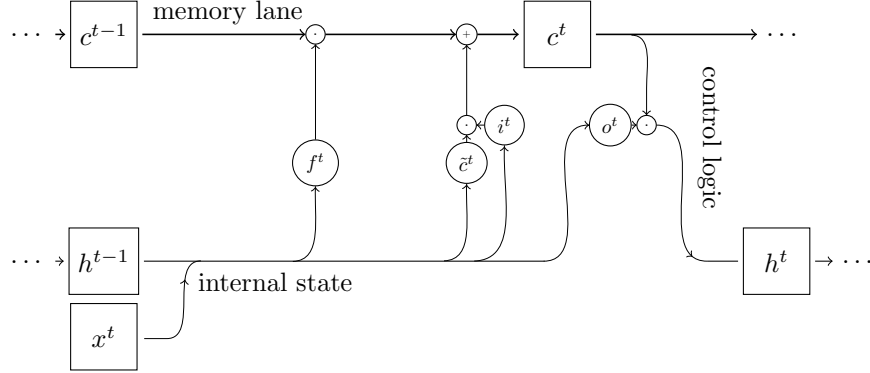 memory lane
··· c^{t−1} · + c^t ···
control logic
· i^t o^t ·
f^t c̃^t
··· h^{t−1} h^t ···
internal state
x^t